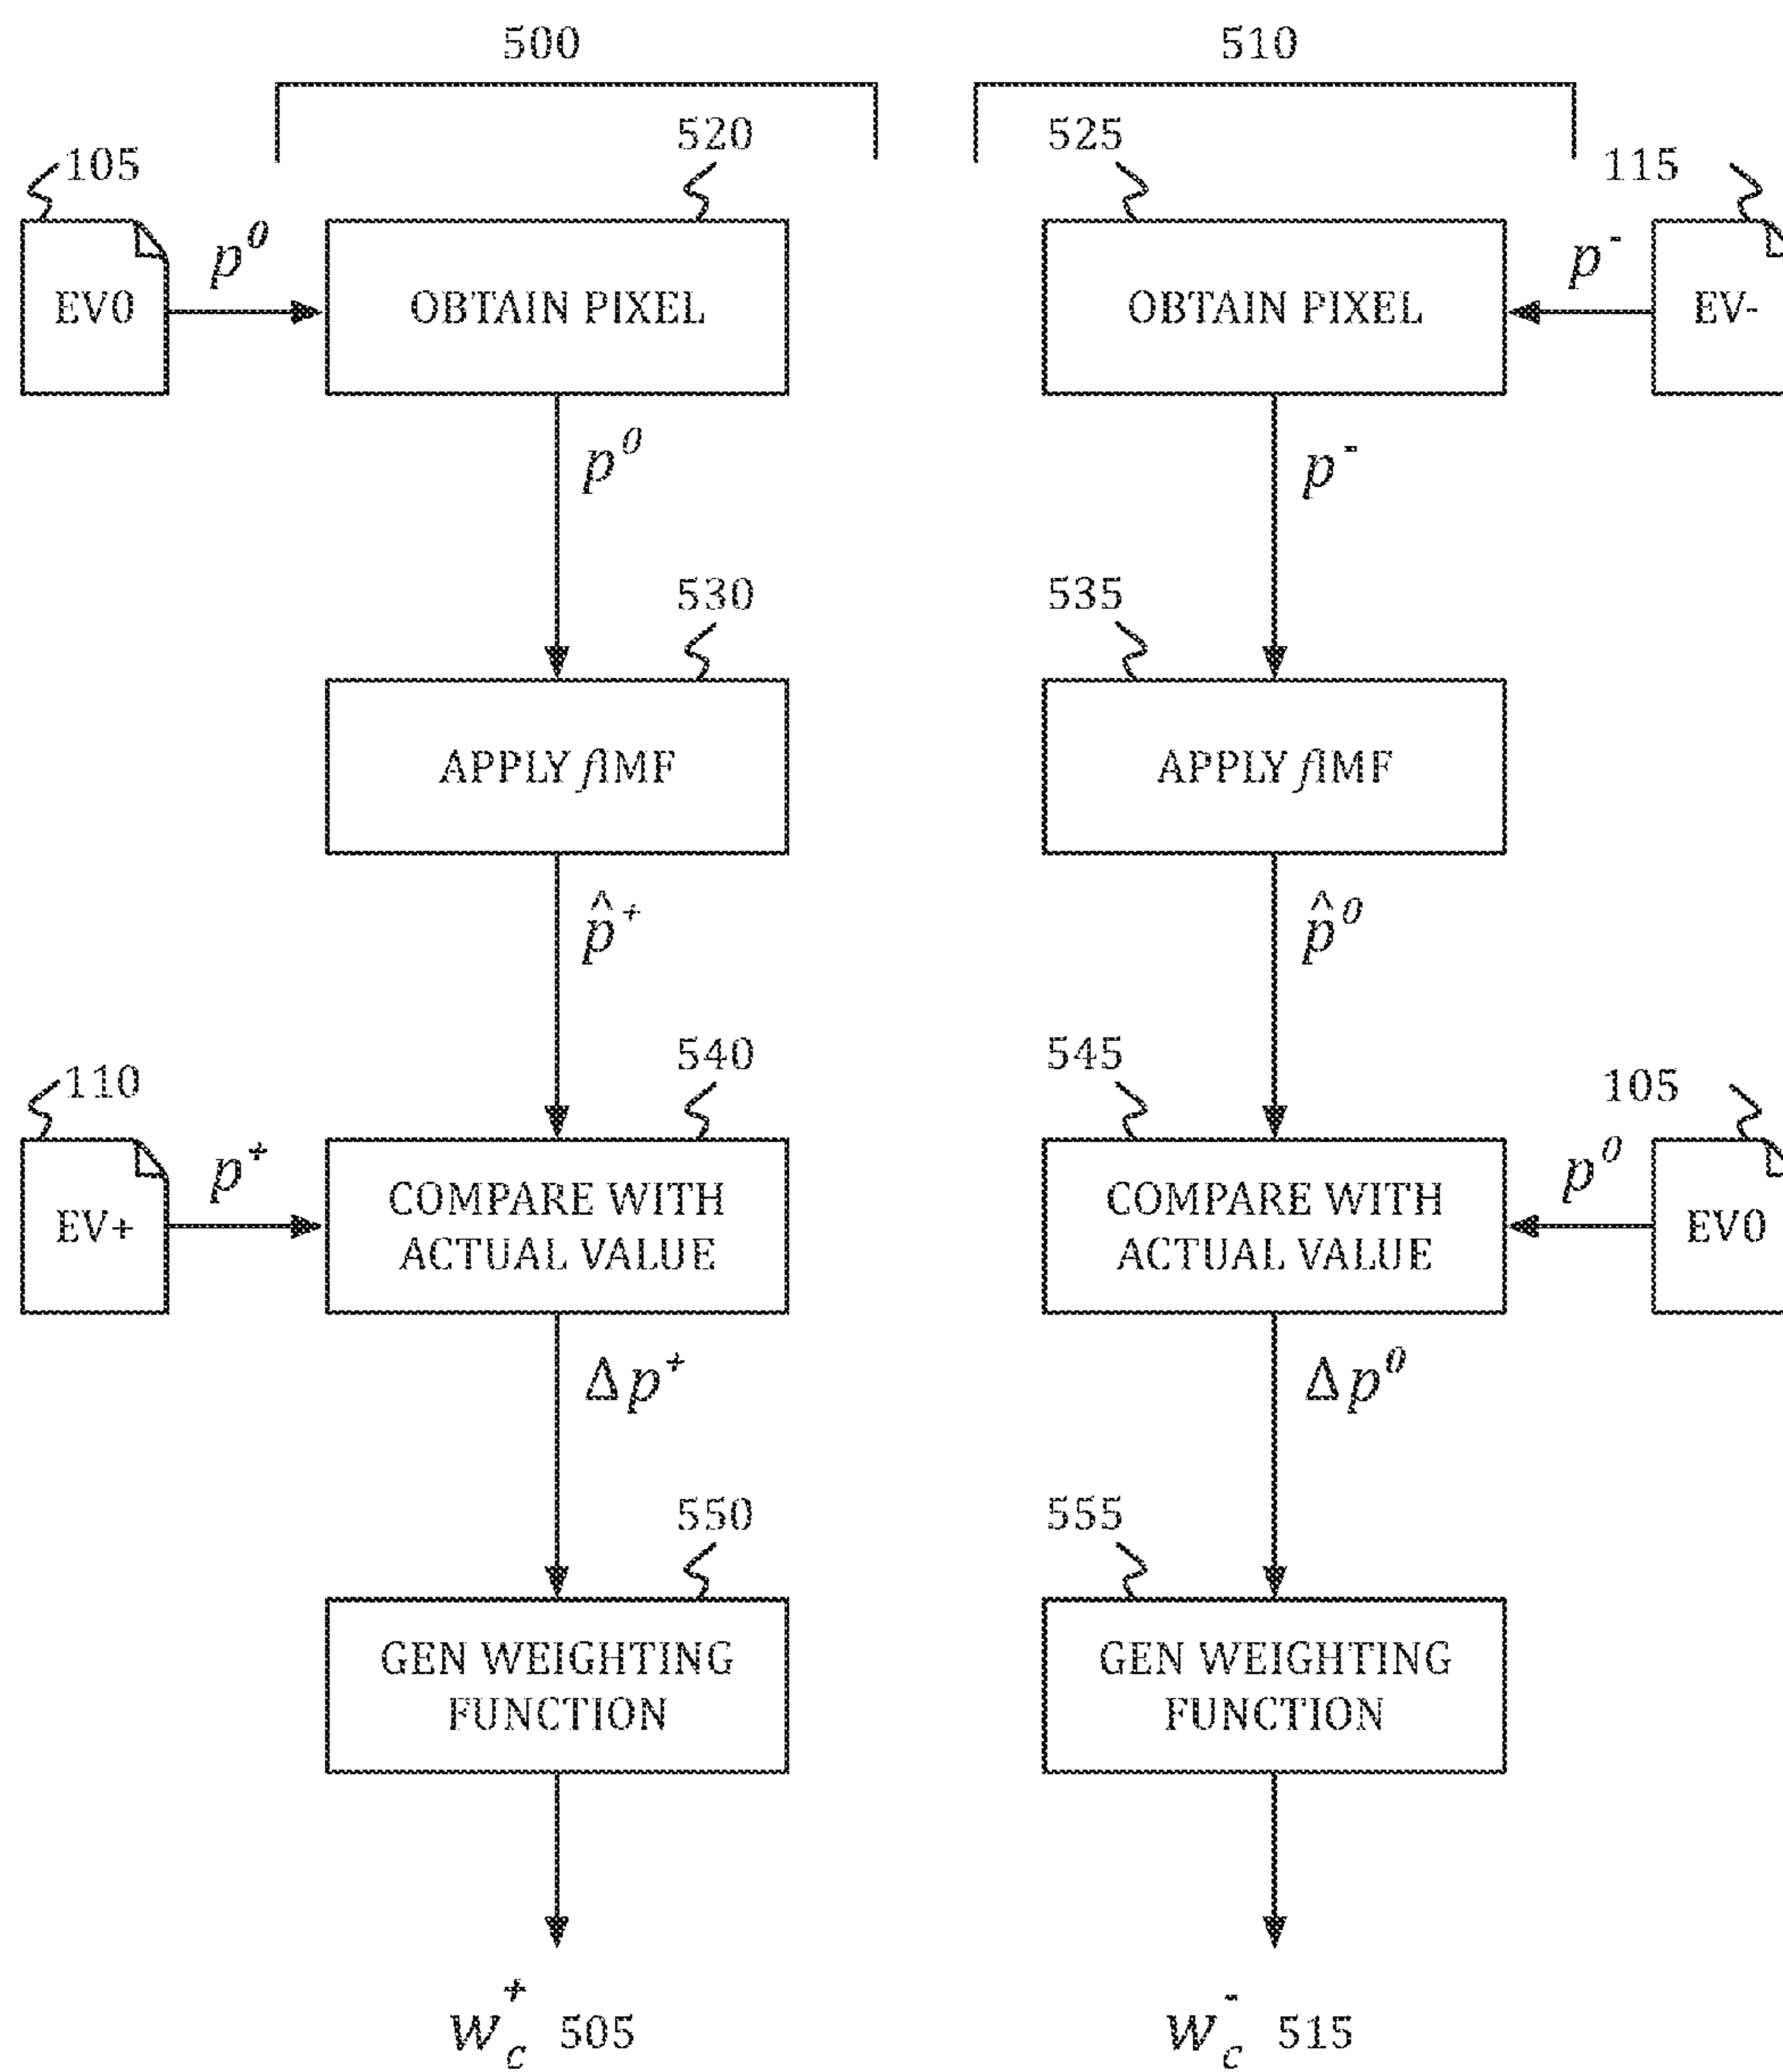 500 510
520 525
105 115
p⁰ p⁻
EV0 OBTAIN PIXEL OBTAIN PIXEL EV-
p⁰ p⁻
530 535
APPLY fIMF APPLY fIMF
p̂⁺ p̂⁰
540 545
110 105
p⁺ p⁰
EV+ COMPARE WITH COMPARE WITH EV0
ACTUAL VALUE ACTUAL VALUE
Δp⁺ Δp⁰
550 555
GEN WEIGHTING GEN WEIGHTING
FUNCTION FUNCTION
W_c⁺ 505 W_c⁻ 515